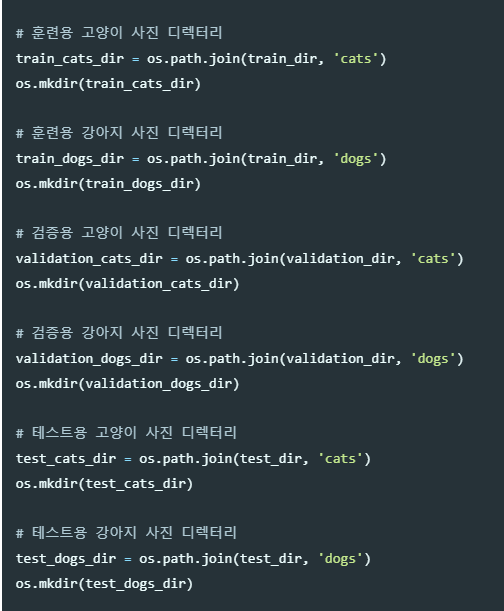 # 훈련용 고양이 사진 디렉터리
train_cats_dir = os.path.join(train_dir, 'cats')
os.mkdir(train_cats_dir)
# 훈련용 강아지 사진 디렉터리
train_dogs_dir = os.path.join(train_dir, 'dogs')
os.mkdir(train_dogs_dir)
# 검증용 고양이 사진 디렉터리
validation_cats_dir = os.path.join(validation_dir, 'cats')
os.mkdir(validation_cats_dir)
# 검증용 강아지 사진 디렉터리
validation_dogs_dir = os.path.join(validation_dir, 'dogs')
os.mkdir(validation_dogs_dir)
# 테스트용 고양이 사진 디렉터리
test_cats_dir = os.path.join(test_dir, 'cats')
os.mkdir(test_cats_dir)
# 테스트용 강아지 사진 디렉터리
test_dogs_dir = os.path.join(test_dir, 'dogs')
os.mkdir(test_dogs_dir)